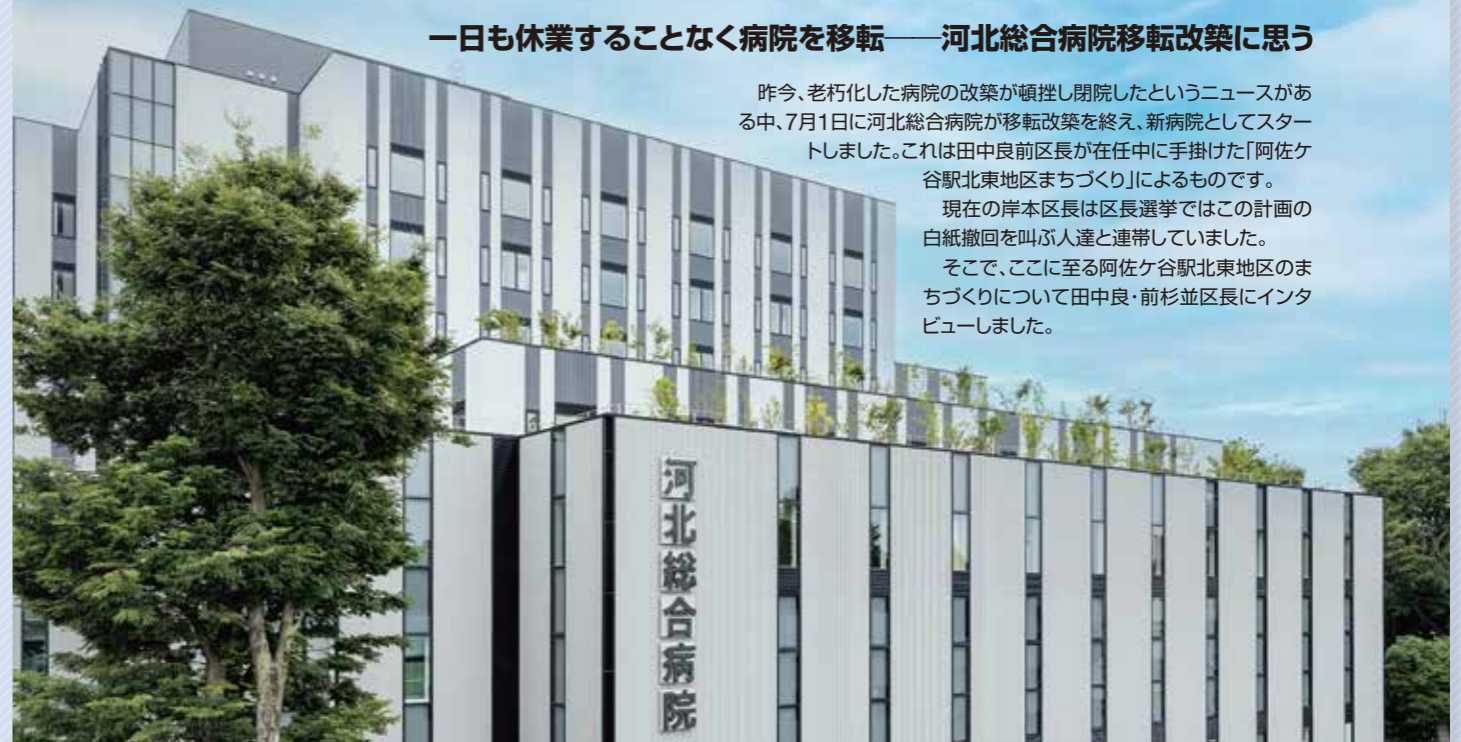 一日も休業することなく病院を移転――河北総合病院移転改築に思う
昨今、老朽化した病院の改築が頓挫し閉院したというニュースがあ
る中、7月1日に河北総合病院が移転改築を終え、新病院としてスター
トしました。これは田中良前区長が在任中に手掛けた「阿佐ケ
谷駅北東地区まちづくり」によるものです。
現在の岸本区長は区長選挙ではこの計画の
白紙撤回を叫ぶ人達と連帯していました。
そこで、ここに至る阿佐ケ谷駅北東地区のま
ちづくりについて田中良・前杉並区長にインタ
ビューしました。
河北総合病院